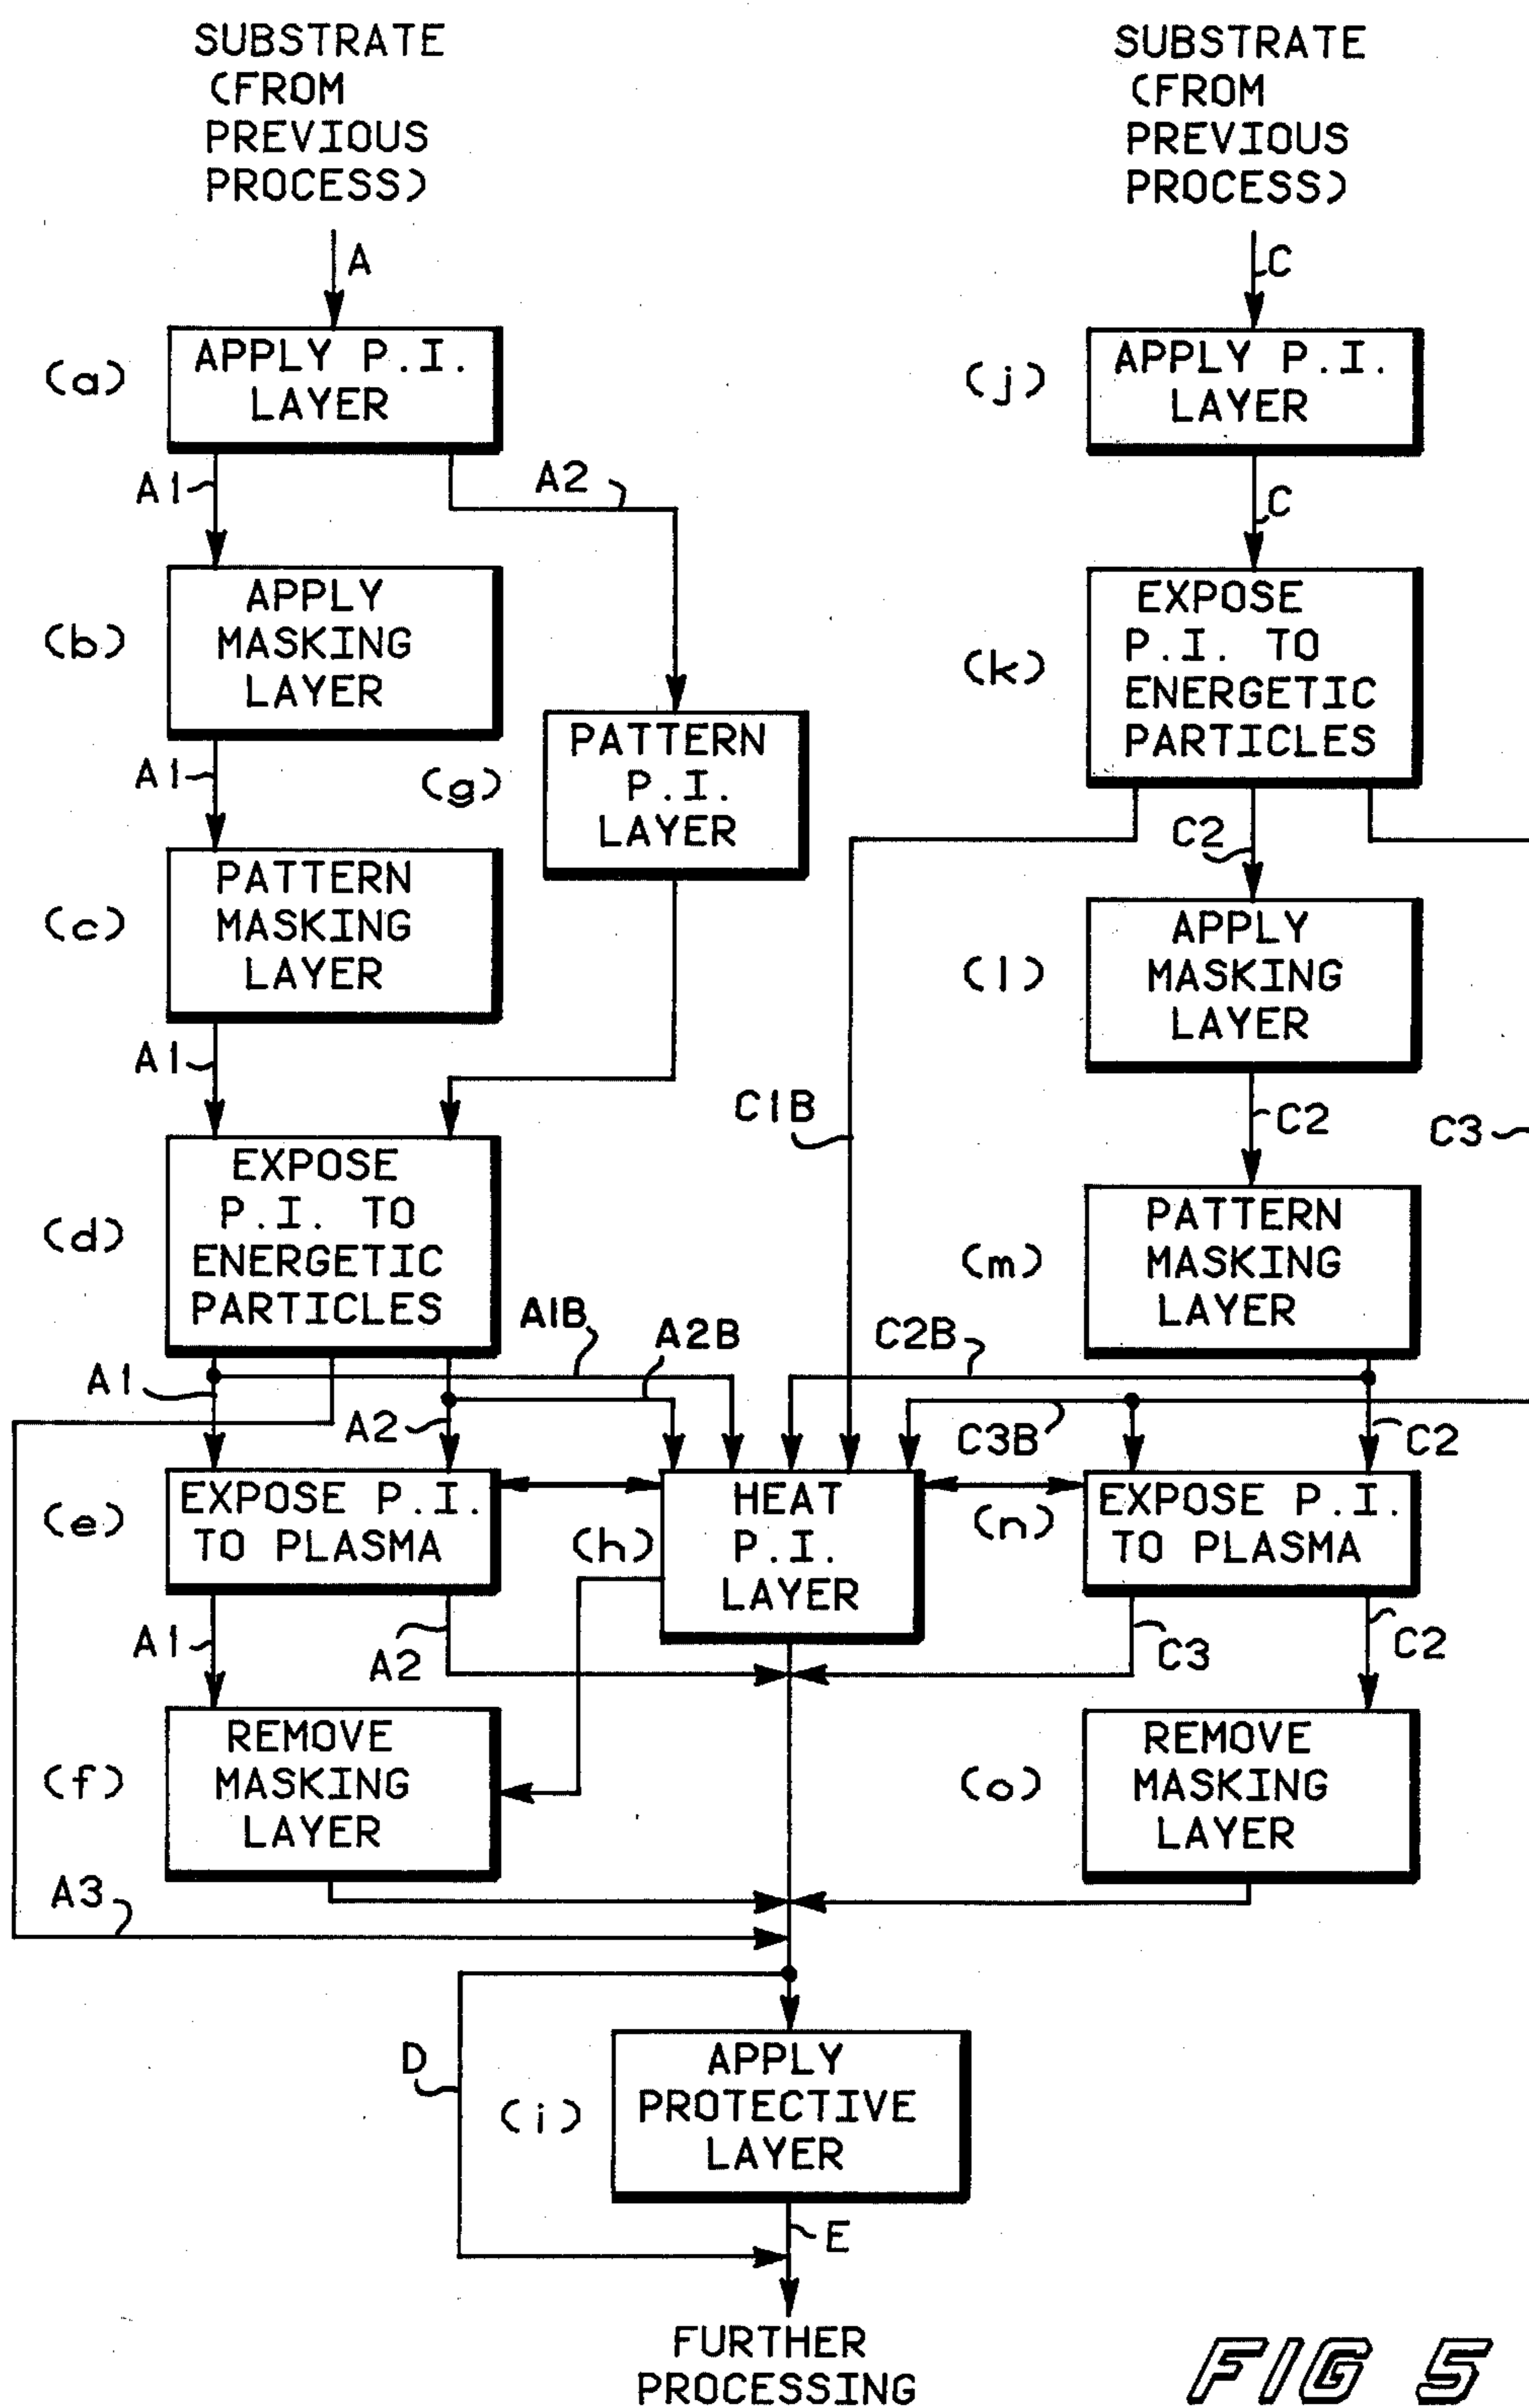 SUBSTRATE
(FROM
PREVIOUS
PROCESS)
A
(a)
APPLY P.I.
LAYER
A1
A2
(b)
APPLY
MASKING
LAYER
A1
(g)
PATTERN
P.I.
LAYER
(c)
PATTERN
MASKING
LAYER
A1
(d)
EXPOSE
P.I. TO
ENERGETIC
PARTICLES
A1B
A2B
A1
A2
(e)
EXPOSE P.I.
TO PLASMA
A1
A2
(f)
REMOVE
MASKING
LAYER
A3
SUBSTRATE
(FROM
PREVIOUS
PROCESS)
C
(j)
APPLY P.I.
LAYER
C
(k)
EXPOSE
P.I. TO
ENERGETIC
PARTICLES
C2
(l)
APPLY
MASKING
LAYER
C1B
C2
C3
(m)
PATTERN
MASKING
LAYER
C2B
C3B
C2
(h)
HEAT
P.I.
LAYER
(n)
EXPOSE P.I.
TO PLASMA
C3
C2
(o)
REMOVE
MASKING
LAYER
D
(i)
APPLY
PROTECTIVE
LAYER
E
FURTHER
PROCESSING
FIG 5